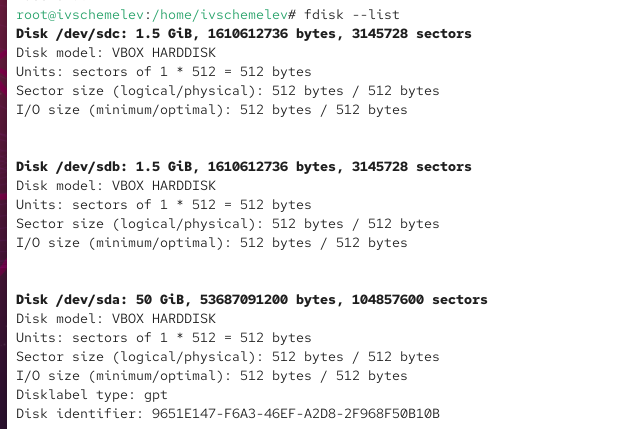 root@ivschemelev:/home/ivschemelev# fdisk --list
Disk /dev/sdc: 1.5 GiB, 1610612736 bytes, 3145728 sectors
Disk model: VBOX HARDDISK
Units: sectors of 1 * 512 = 512 bytes
Sector size (logical/physical): 512 bytes / 512 bytes
I/O size (minimum/optimal): 512 bytes / 512 bytes
Disk /dev/sdb: 1.5 GiB, 1610612736 bytes, 3145728 sectors
Disk model: VBOX HARDDISK
Units: sectors of 1 * 512 = 512 bytes
Sector size (logical/physical): 512 bytes / 512 bytes
I/O size (minimum/optimal): 512 bytes / 512 bytes
Disk /dev/sda: 50 GiB, 53687091200 bytes, 104857600 sectors
Disk model: VBOX HARDDISK
Units: sectors of 1 * 512 = 512 bytes
Sector size (logical/physical): 512 bytes / 512 bytes
I/O size (minimum/optimal): 512 bytes / 512 bytes
Disklabel type: gpt
Disk identifier: 9651E147-F6A3-46EF-A2D8-2F968F50B10B